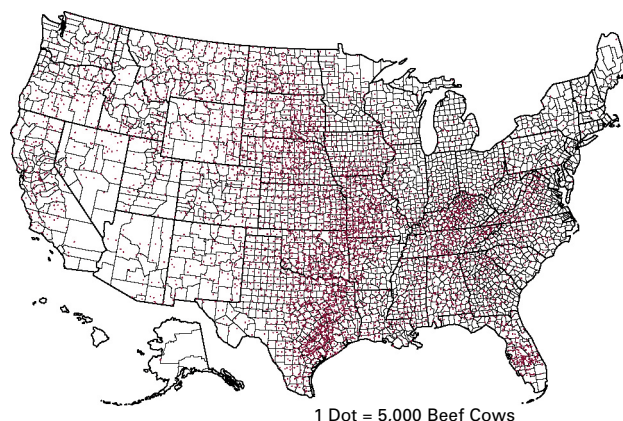 1 Dot = 5,000 Beef Cows